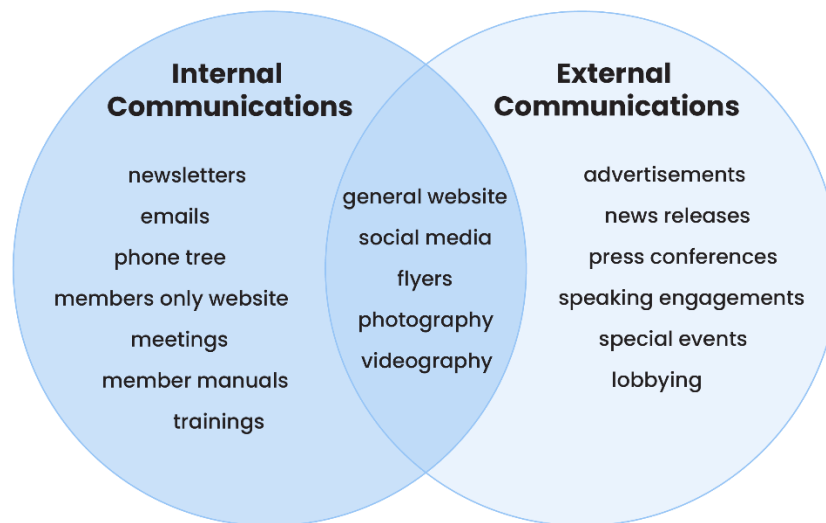 Internal
Communications
newsletters
emails
phone tree
members only website
meetings
member manuals
trainings
general website
social media
flyers
photography
videography
External
Communications
advertisements
news releases
press conferences
speaking engagements
special events
lobbying